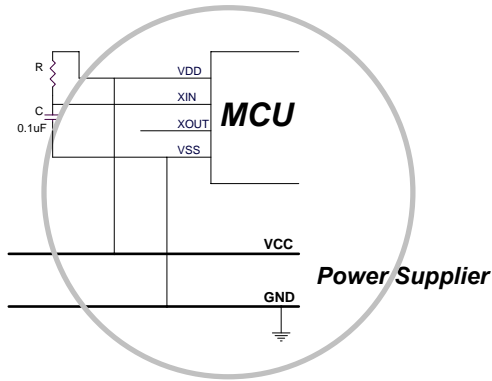 R
VDD
XIN
MCU
C
XOUT
0.1uF
VSS
VCC
Power Supplier
GND